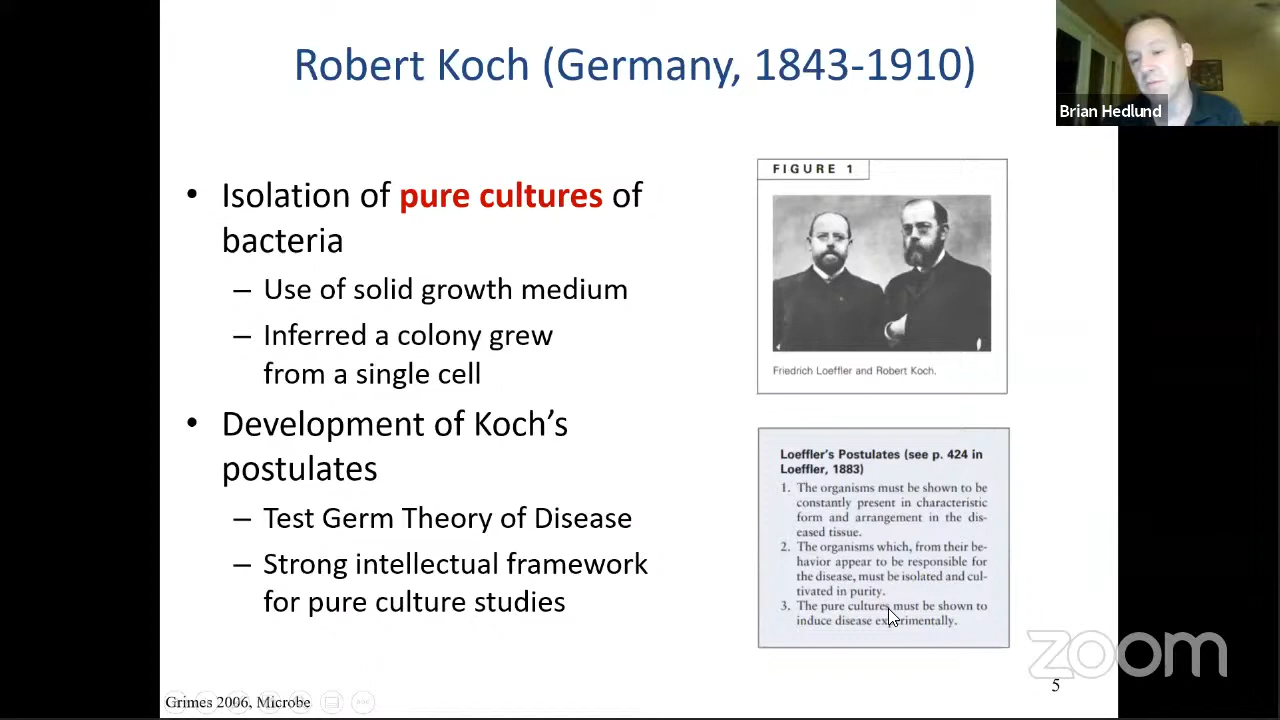 Robert Koch (Germany, 1843-1910)
Brian Hedlund
• Isolation of pure cultures of
bacteria
– Use of solid growth medium
– Inferred a colony grew
from a single cell
• Development of Koch's
postulates
– Test Germ Theory of Disease
– Strong intellectual framework
for pure culture studies
FIGURE 1
Friedrich Loeffler and Robert Koch.
Loeffler's Postulates (see p. 424 in
Loeffler, 1883)
1. The organisms must be shown to be
constantly present in characteristic
form and arrangement in the dis-
eased tissue.
2. The organisms which, from their be-
havior appear to be responsible for
the disease, must be isolated and cul-
tivated in purity.
3. The pure cultures must be shown to
induce disease experimentally.
zoom
5
Grimes 2006, Microbe